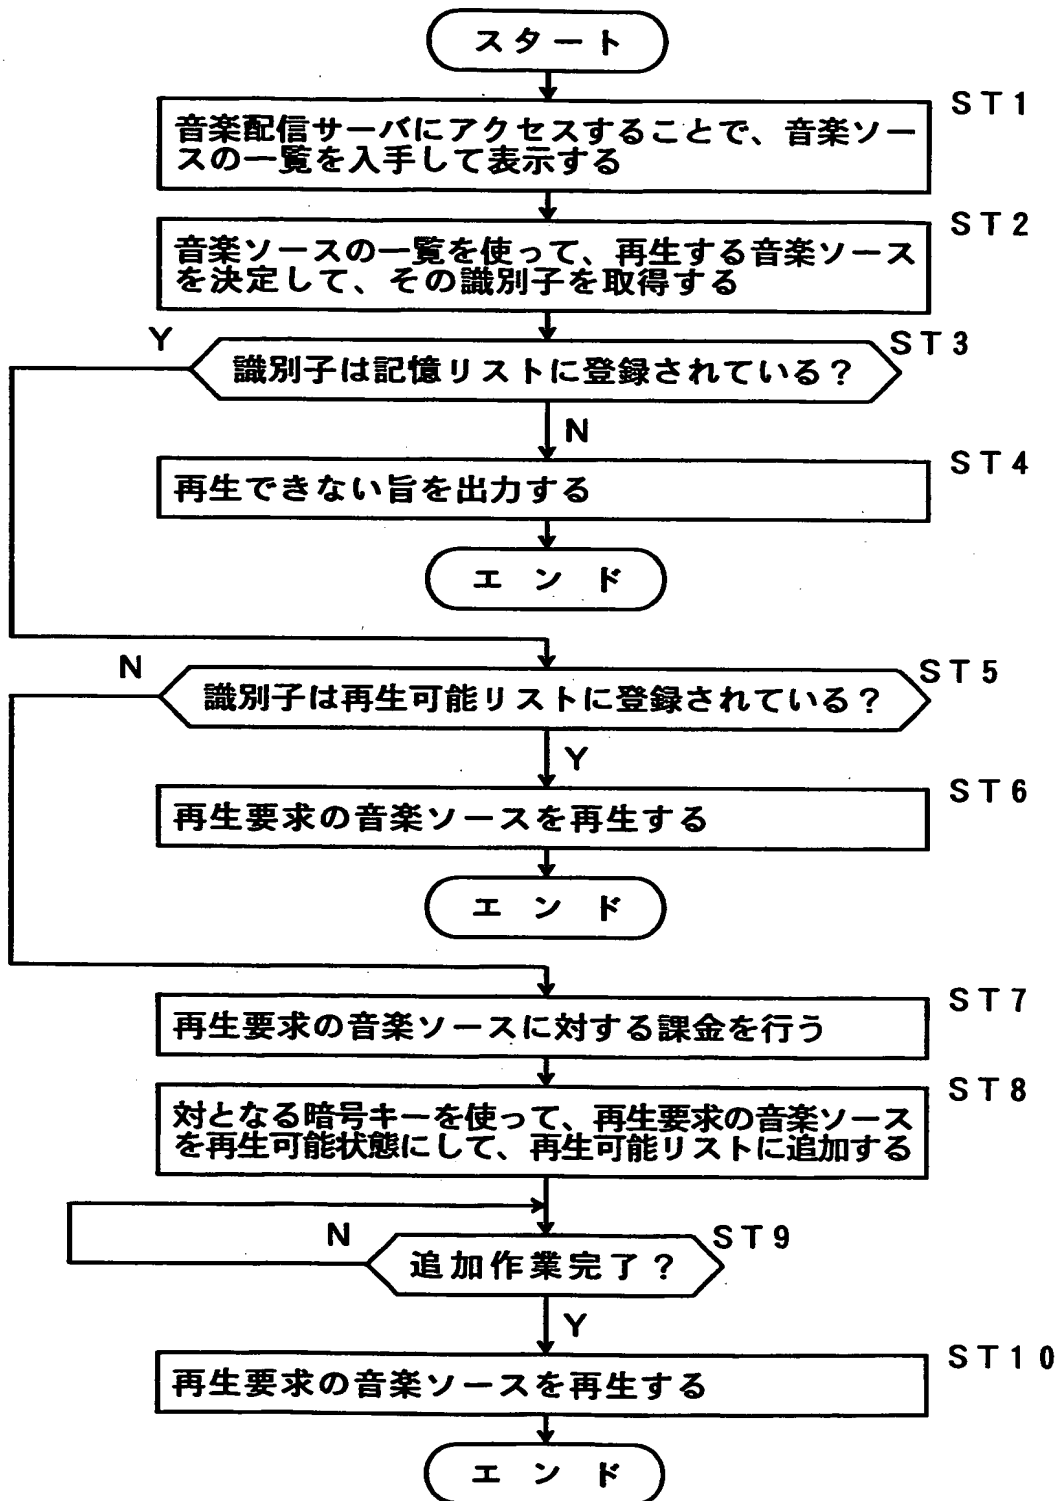 スタート
ST1
音楽配信サーバにアクセスすることで、音楽ソー
スの一覧を入手して表示する
ST2
音楽ソースの一覧を使って、再生する音楽ソース
を決定して、その識別子を取得する
Y
ST3
識別子は記憶リストに登録されている?
N
ST4
再生できない旨を出力する
エンド
N
ST5
識別子は再生可能リストに登録されている?
Y
ST6
再生要求の音楽ソースを再生する
エンド
ST7
再生要求の音楽ソースに対する課金を行う
ST8
対となる暗号キーを使って、再生要求の音楽ソース
を再生可能状態にして、再生可能リストに追加する
N
ST9
追加作業完了?
Y
ST10
再生要求の音楽ソースを再生する
エンド